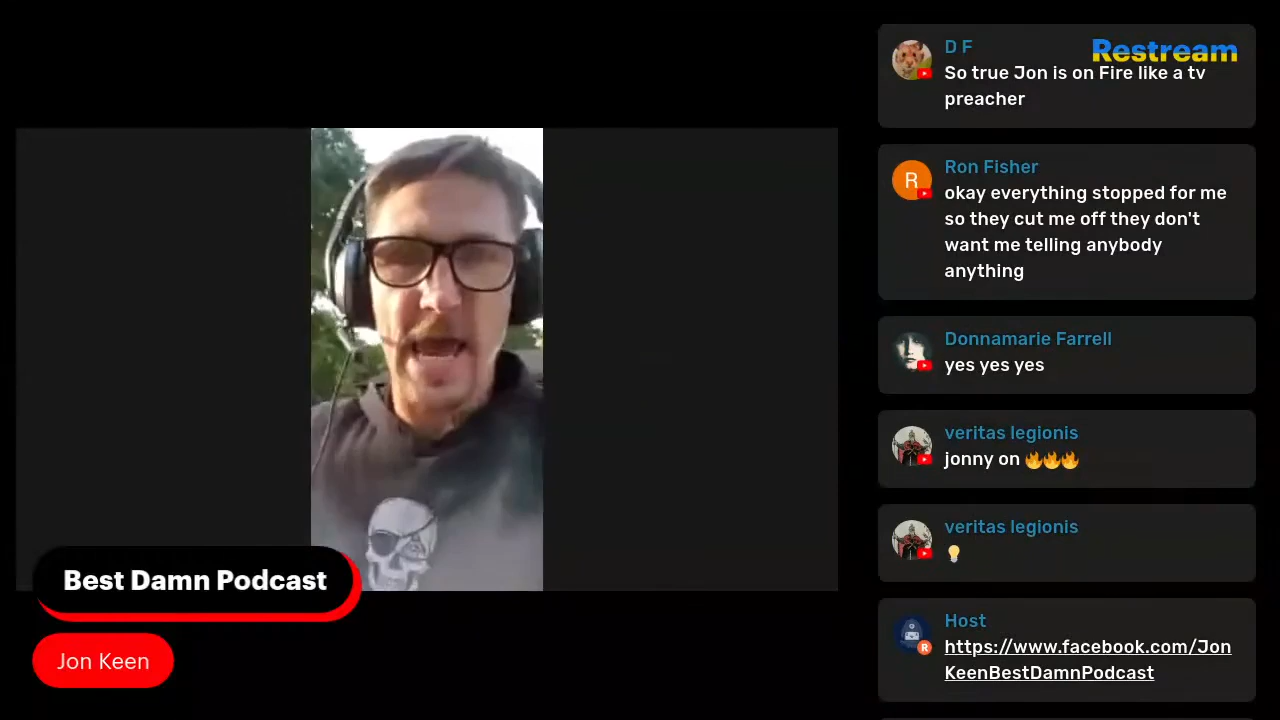 Restream
D F
So true Jon is on Fire like a tv
preacher
R
Ron Fisher
okay everything stopped for me
so they cut me off they don't
want me telling anybody
anything
Donnamarie Farrell
yes yes yes
veritas legionis
jonny on 🔥🔥🔥
veritas legionis
💡
Host
R
https://www.facebook.com/Jon
KeenBestDamnPodcast
Best Damn Podcast
Jon Keen